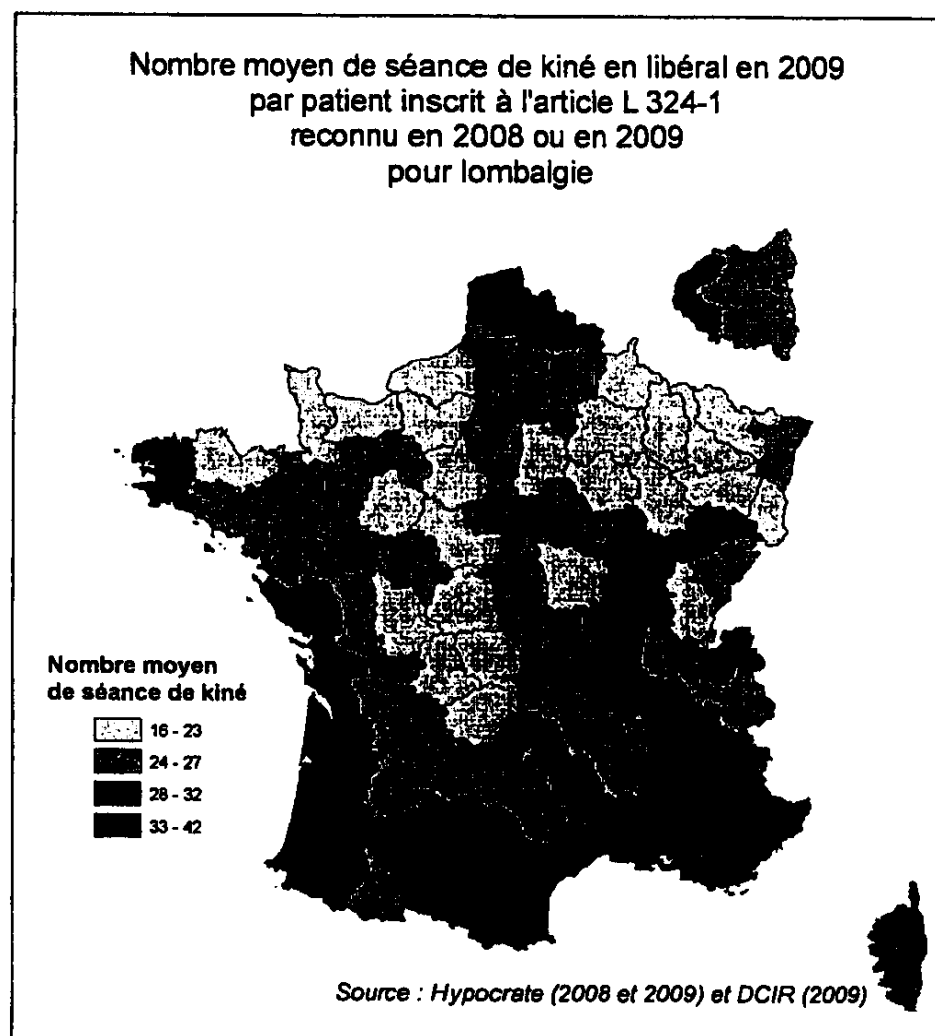 Nombre moyen de séance de kiné en libéral en 2009
par patient inscrit à l'article L 324-1
reconnu en 2008 ou en 2009
pour lombalgie
Nombre moyen
de séance de kiné
16 - 23
24 - 27
28 - 32
33 - 42
Source : Hypocrate (2008 et 2009) et DCIR (2009)